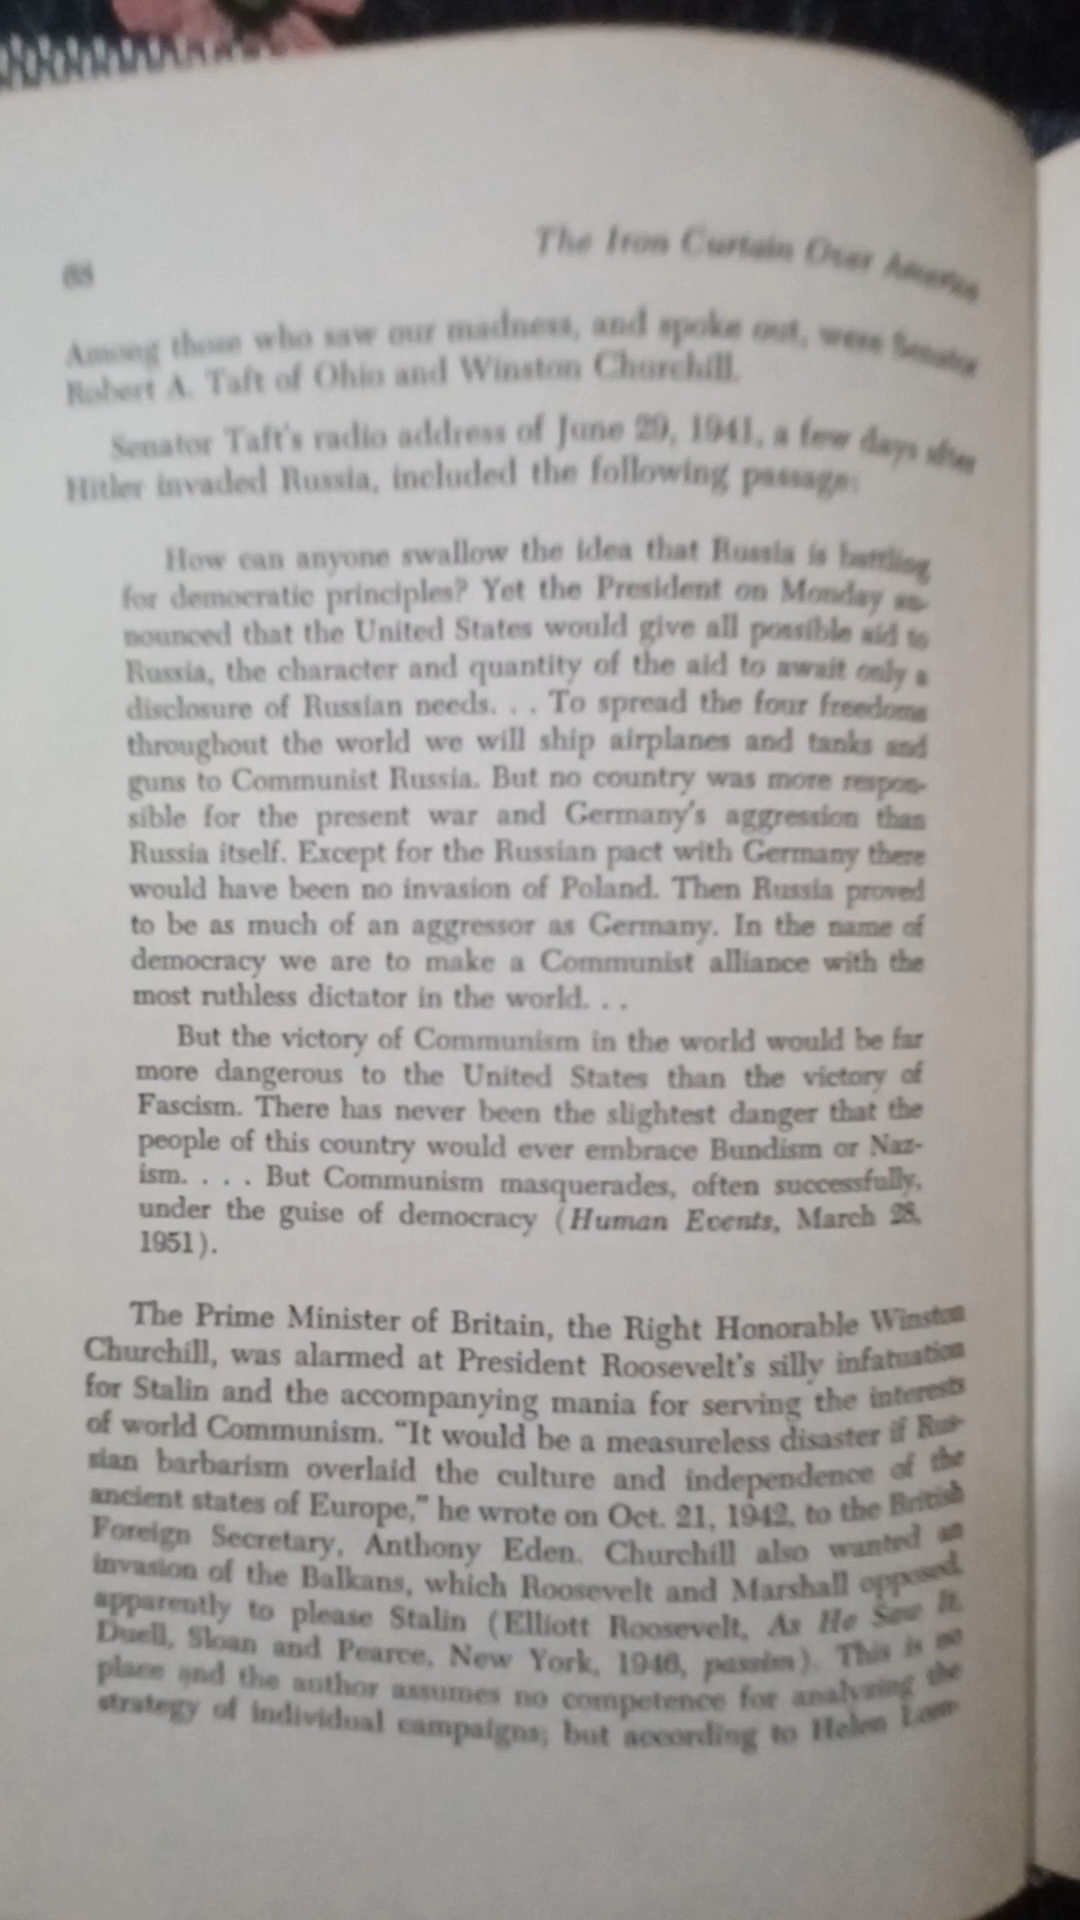 68
The Iron Curtain Over America
Among those who saw our madness, and spoke out, were Senator
Robert A. Taft of Ohio and Winston Churchill.
Senator Taft's radio address of June 29, 1941, a few days after
Hitler invaded Russia, included the following passage:
How can anyone swallow the idea that Russia is battling
for democratic principles? Yet the President on Monday an-
nounced that the United States would give all possible aid to
Russia, the character and quantity of the aid to await only a
disclosure of Russian needs. . . To spread the four freedoms
throughout the world we will ship airplanes and tanks and
guns to Communist Russia. But no country was more respon-
sible for the present war and Germany's aggression than
Russia itself. Except for the Russian pact with Germany there
would have been no invasion of Poland. Then Russia proved
to be as much of an aggressor as Germany. In the name of
democracy we are to make a Communist alliance with the
most ruthless dictator in the world. . .
But the victory of Communism in the world would be far
more dangerous to the United States than the victory of
Fascism. There has never been the slightest danger that the
people of this country would ever embrace Bundism or Naz-
ism. . . . But Communism masquerades, often successfully,
under the guise of democracy (Human Events, March 28,
1951).
The Prime Minister of Britain, the Right Honorable Winston
Churchill, was alarmed at President Roosevelt's silly infatuation
for Stalin and the accompanying mania for serving the interests
of world Communism. "It would be a measureless disaster if Rus-
sian barbarism overlaid the culture and independence of the
ancient states of Europe," he wrote on Oct. 21, 1942, to the British
Foreign Secretary, Anthony Eden. Churchill also wanted an
invasion of the Balkans, which Roosevelt and Marshall opposed
apparently to please Stalin (Elliott Roosevelt, As He Saw It,
Duell, Sloan and Pearce, New York, 1946, passim). This is no
place and the author assumes no competence for analyzing the
strategy of individual campaigns; but according to Helen Lom-